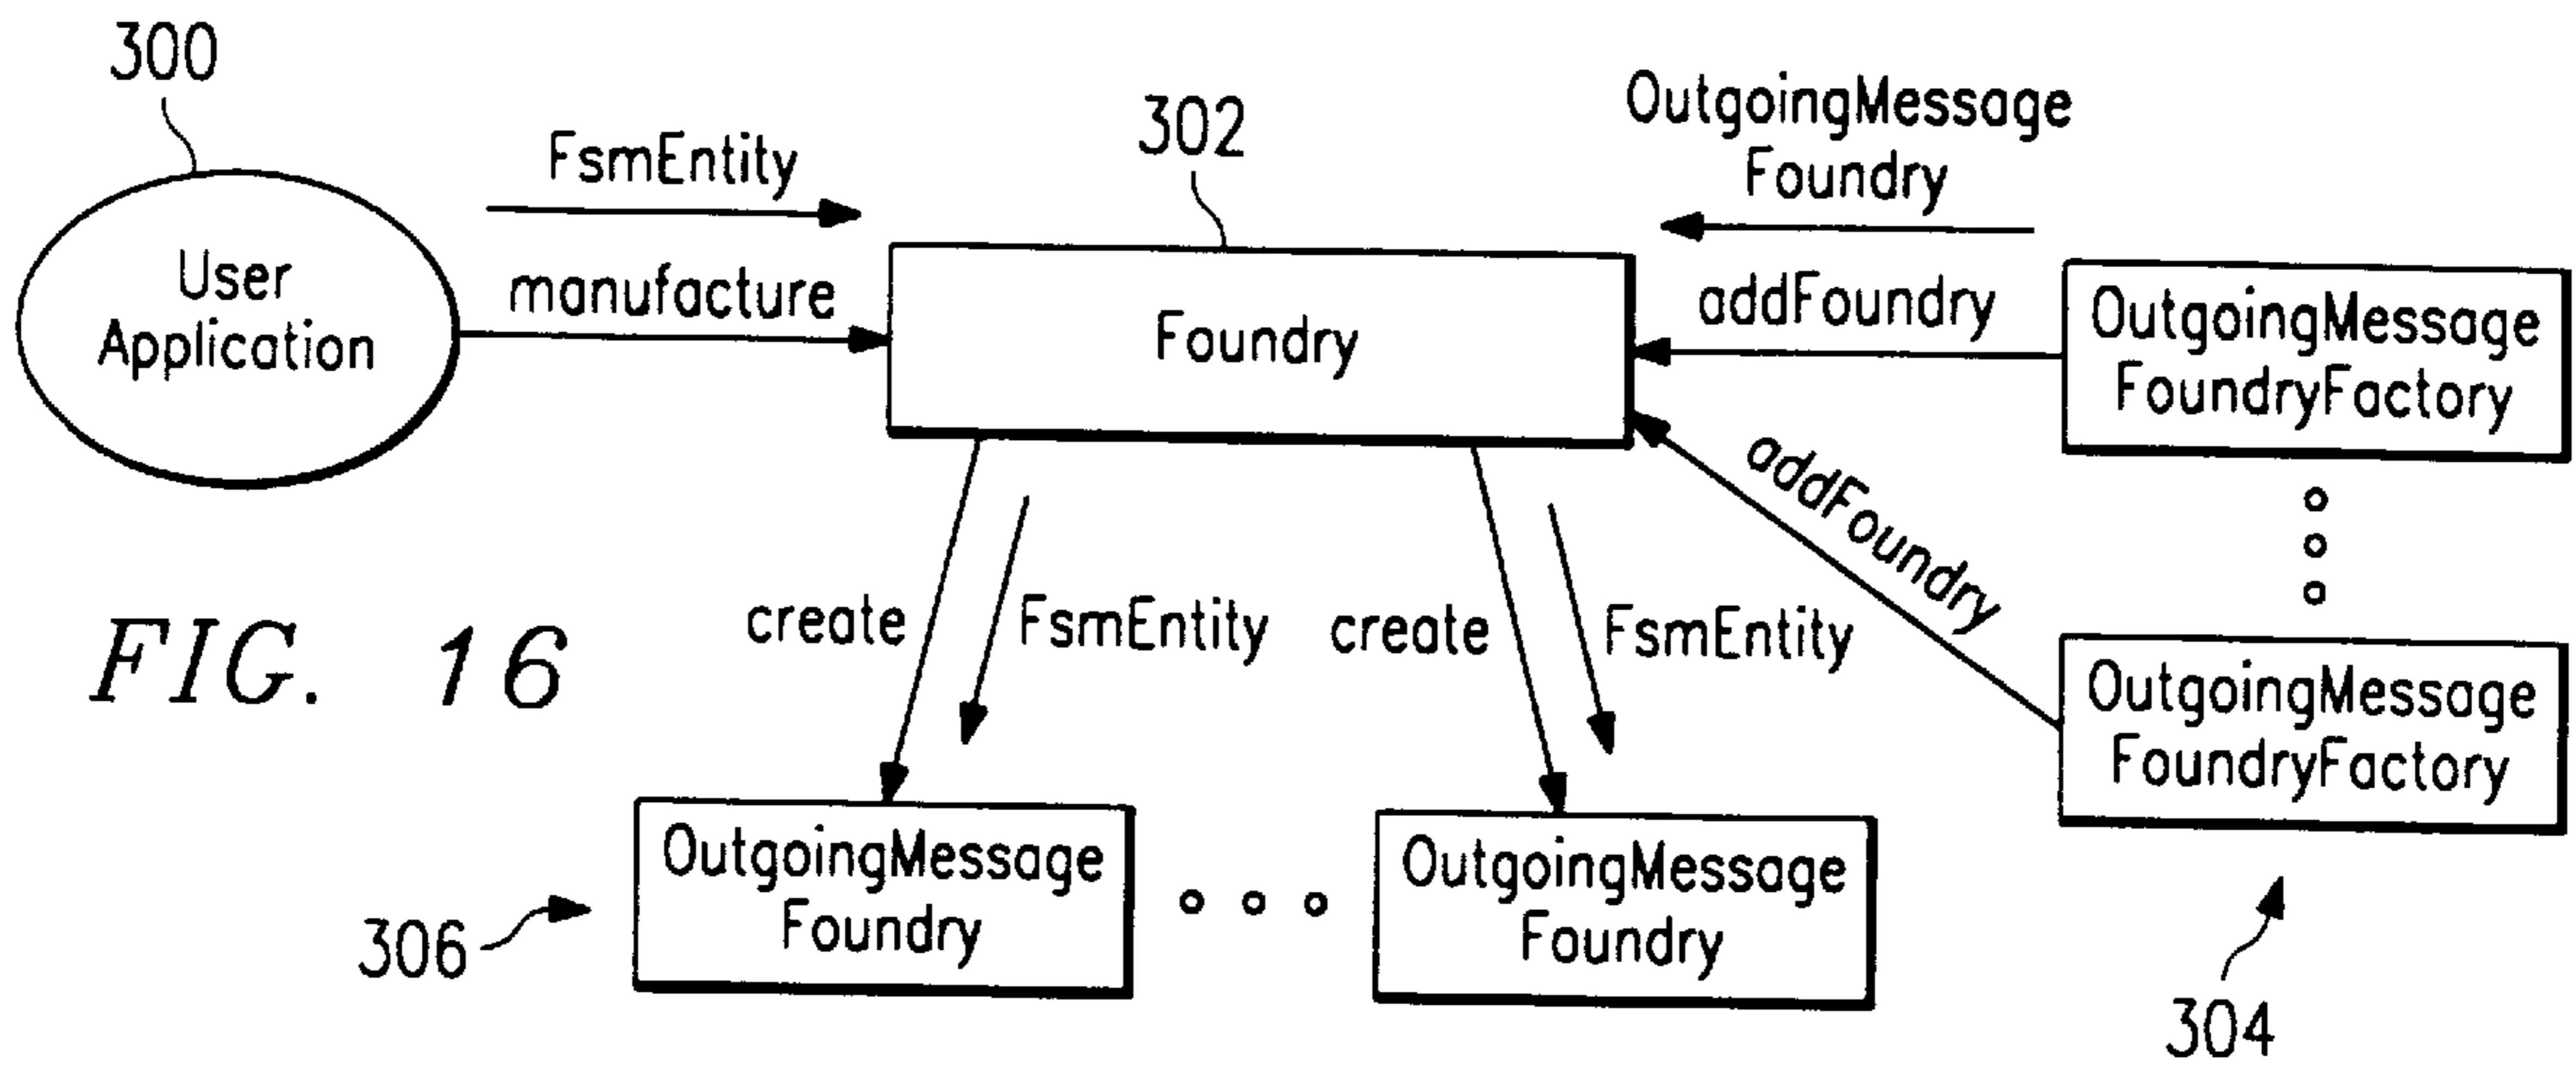 300
FsmEntity
302
OutgoingMessage
Foundry
User
Application
manufacture
Foundry
addFoundry
OutgoingMessage
FoundryFactory
addFoundry
create
FsmEntity
create
FsmEntity
OutgoingMessage
FoundryFactory
FIG. 16
306
OutgoingMessage
Foundry
OutgoingMessage
Foundry
304